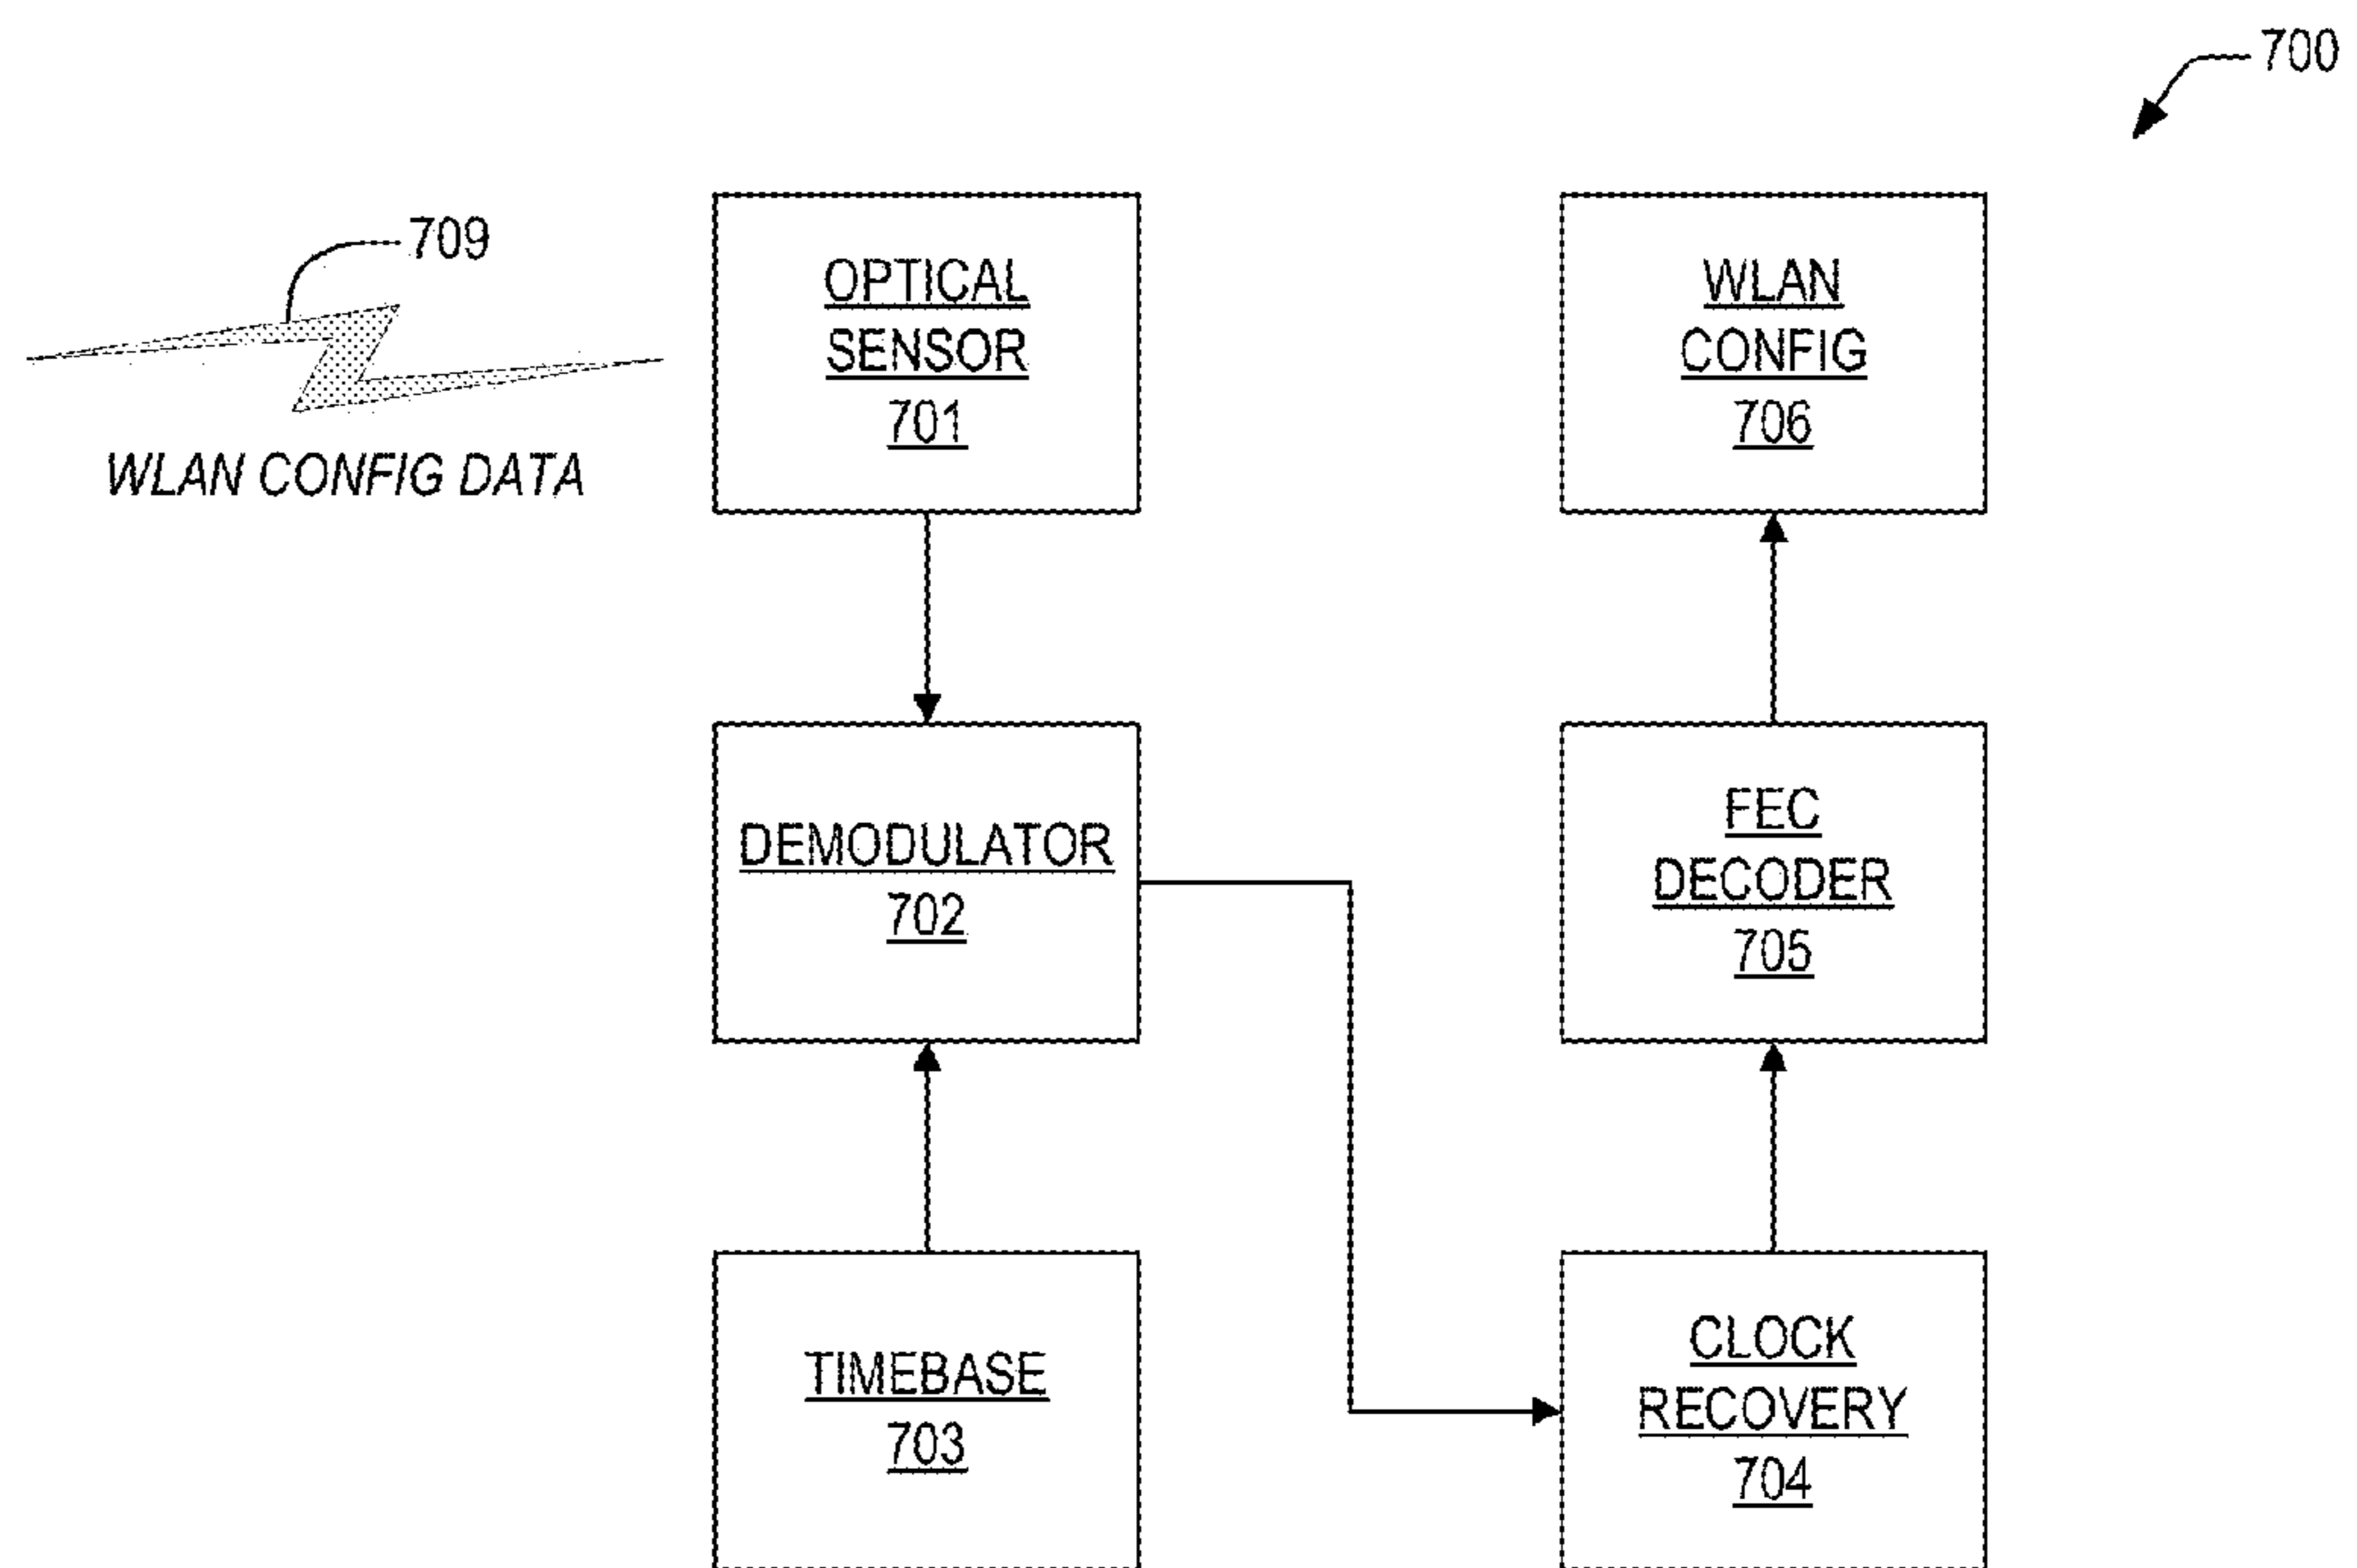 700
709
WLAN CONFIG DATA
OPTICAL
SENSOR
701
WLAN
CONFIG
706
DEMODULATOR
702
FEC
DECODER
705
TIMEBASE
703
CLOCK
RECOVERY
704